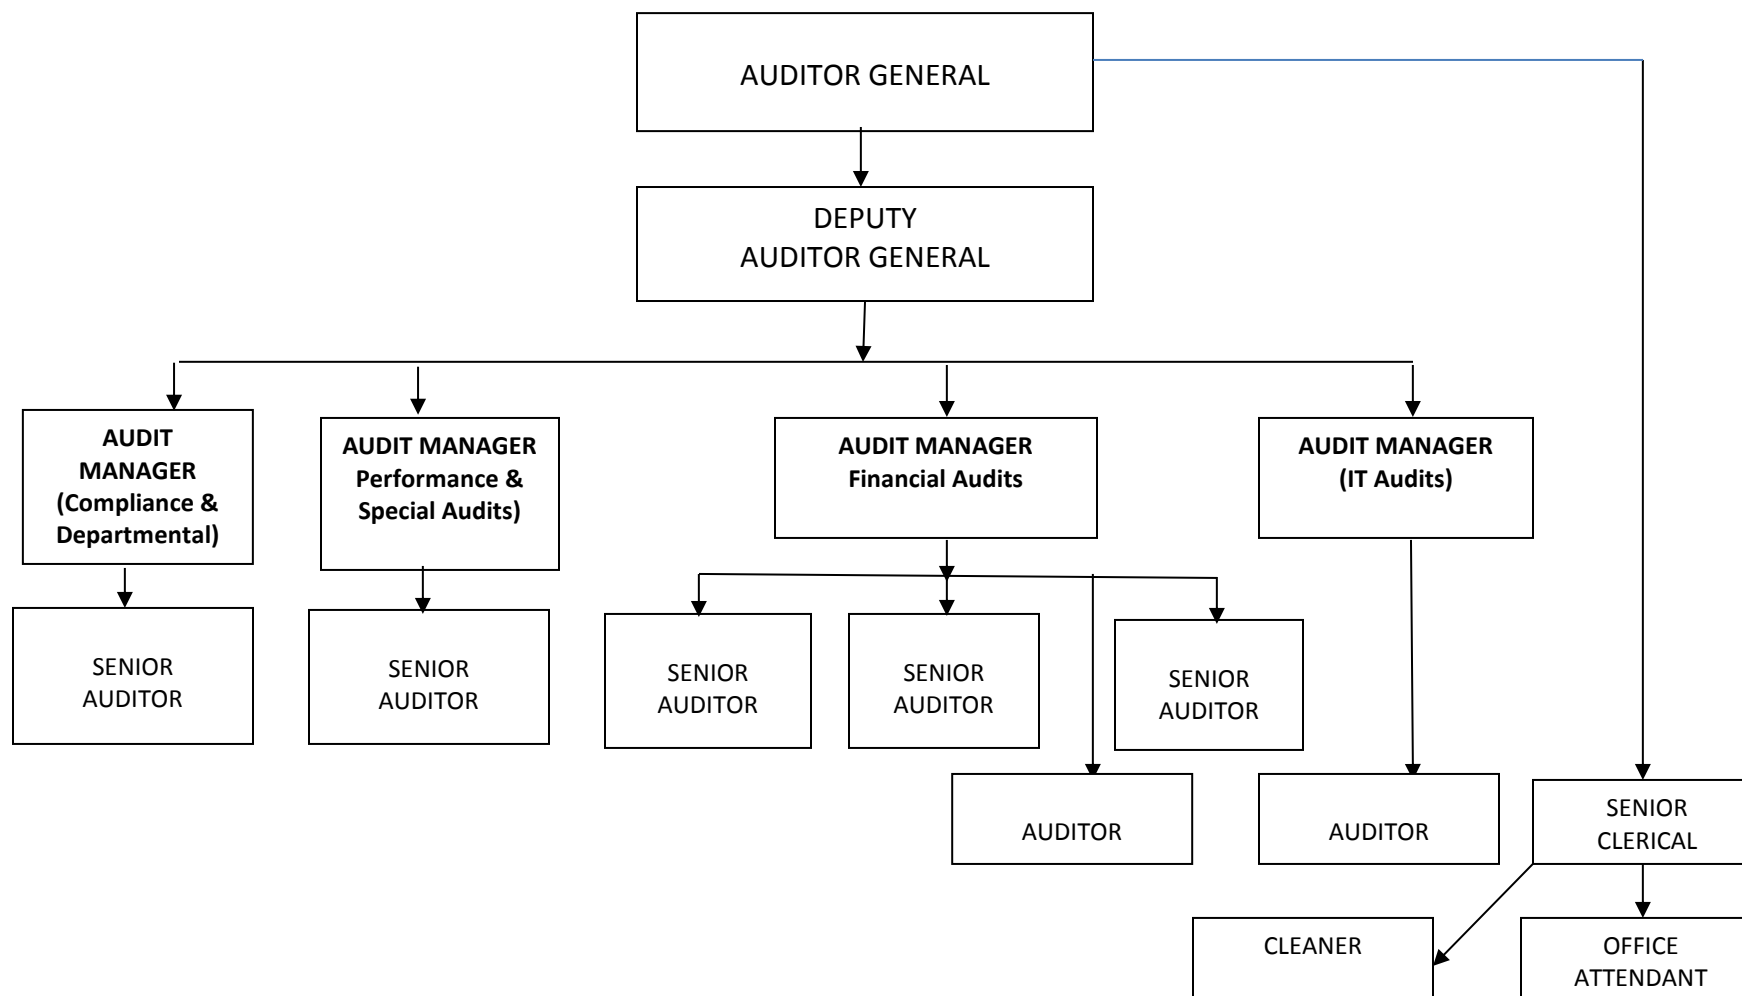 AUDITOR GENERAL
DEPUTY
AUDITOR GENERAL
AUDIT
MANAGER
(Compliance &
Departmental)
AUDIT MANAGER
Performance &
Special Audits)
AUDIT MANAGER
Financial Audits
AUDIT MANAGER
(IT Audits)
SENIOR
AUDITOR
SENIOR
AUDITOR
SENIOR
AUDITOR
SENIOR
AUDITOR
SENIOR
AUDITOR
AUDITOR
AUDITOR
SENIOR
CLERICAL
CLEANER
OFFICE
ATTENDANT